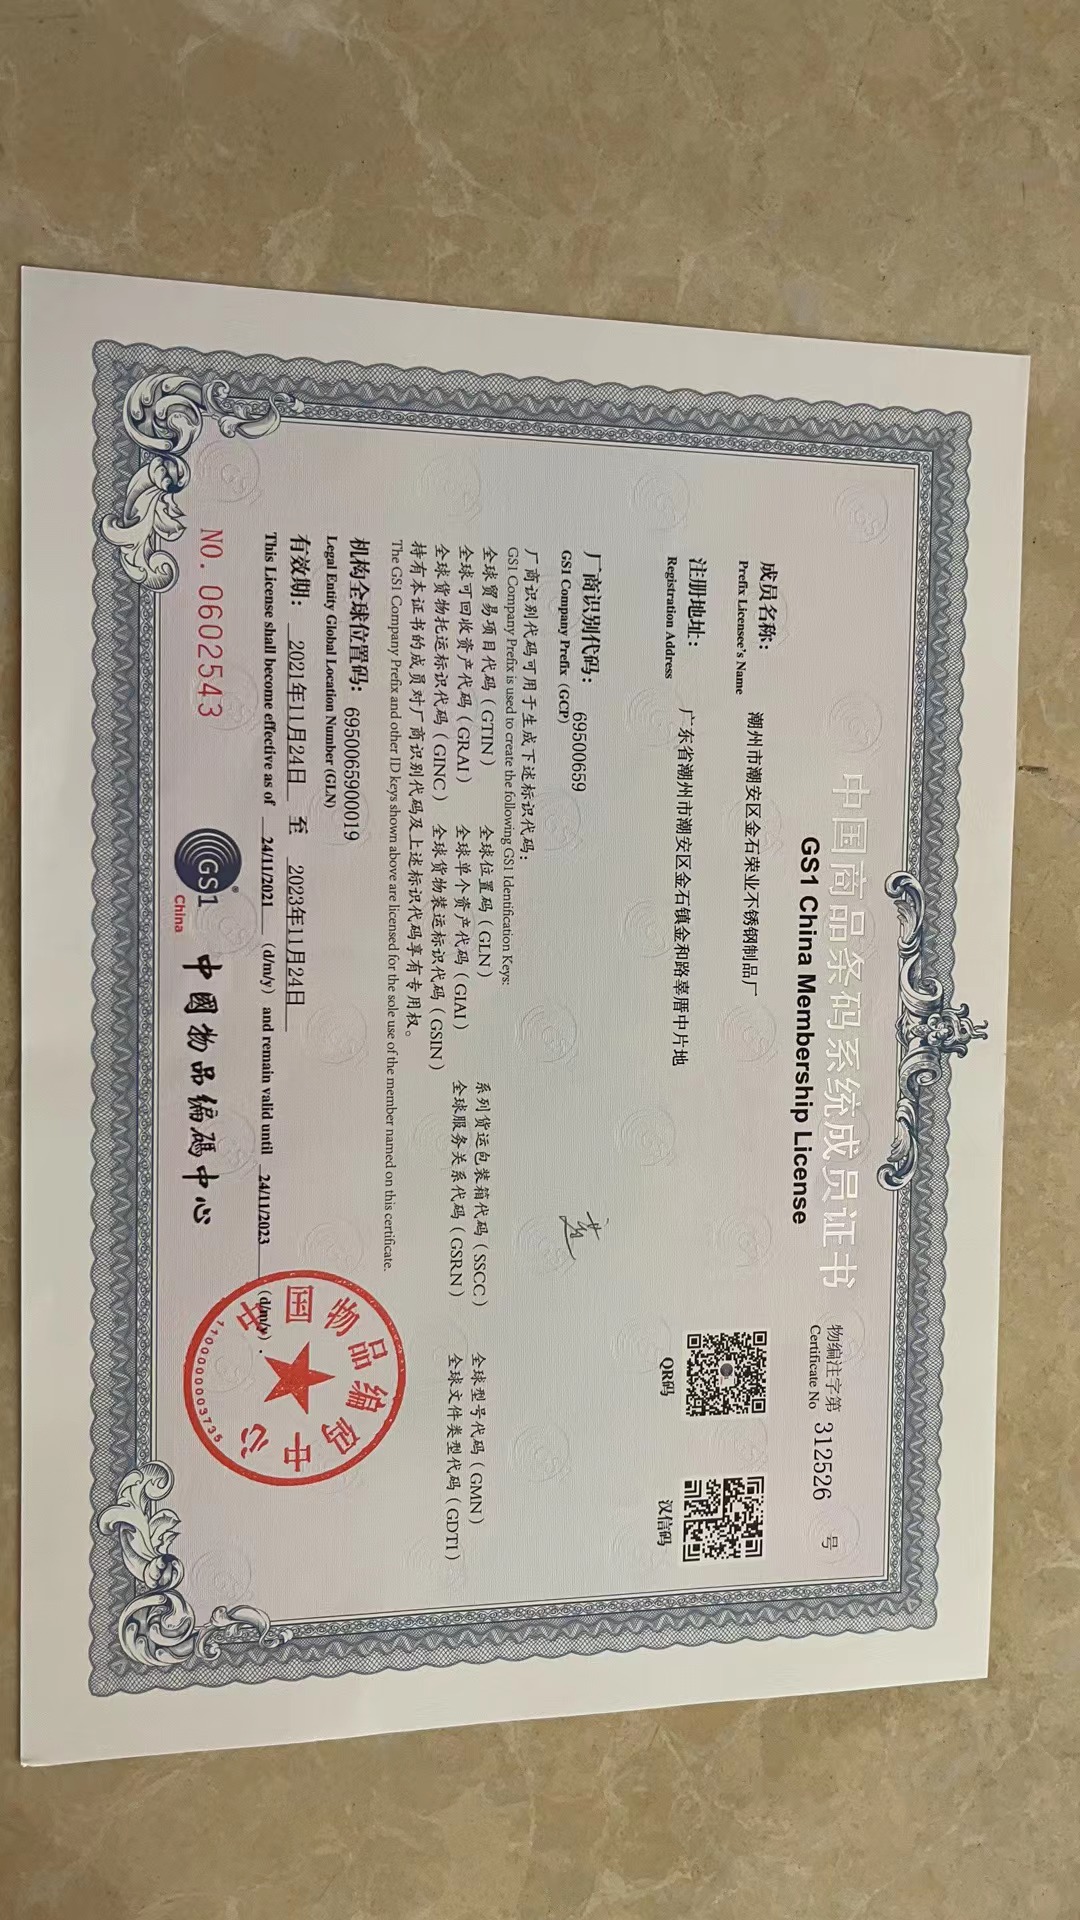 中国商品条码系统成员证书
GS1 China Membership License
物编注字第 312526 号
Certificate No
成员名称： 潮州市潮安区金石荣业不锈钢制品厂
Prefix Licensee's Name
注册地址： 广东省潮州市潮安区金石镇金和路辜厝中片地
Registration Address
QR码
汉信码
厂商识别代码： 69500659
GS1 Company Prefix（GCP）
厂商识别代码可用于生成下述标识代码：
GS1 Company Prefix is used to create the following GS1 Identification Keys:
全球贸易项目代码（GTIN） 全球位置码（GLN） 系列货运包装箱代码（SSCC） 全球型号代码（GMN）
全球可回收资产代码（GRAI） 全球单个资产代码（GIAI） 全球服务关系代码（GSRN） 全球文件类型代码（GDTI）
全球货物托运标识代码（GINC） 全球货物装运标识代码（GSIN）
持有本证书的成员对厂商识别代码及上述标识代码享有专用权。
The GS1 Company Prefix and other ID keys shown above are licensed for the sole use of the member named on this certificate.
机构全球位置码： 6950065900019
Legal Entity Global Location Number (GLN)
有效期： 2021年11月24日 至 2023年11月24日
This License shall become effective as of 24/11/2021 (d/m/y) and remain valid until 24/11/2023 (d/m/y).
NO. 0602543
GS1
China
中國物品編碼中心
中国物品编码中心
1100000003735